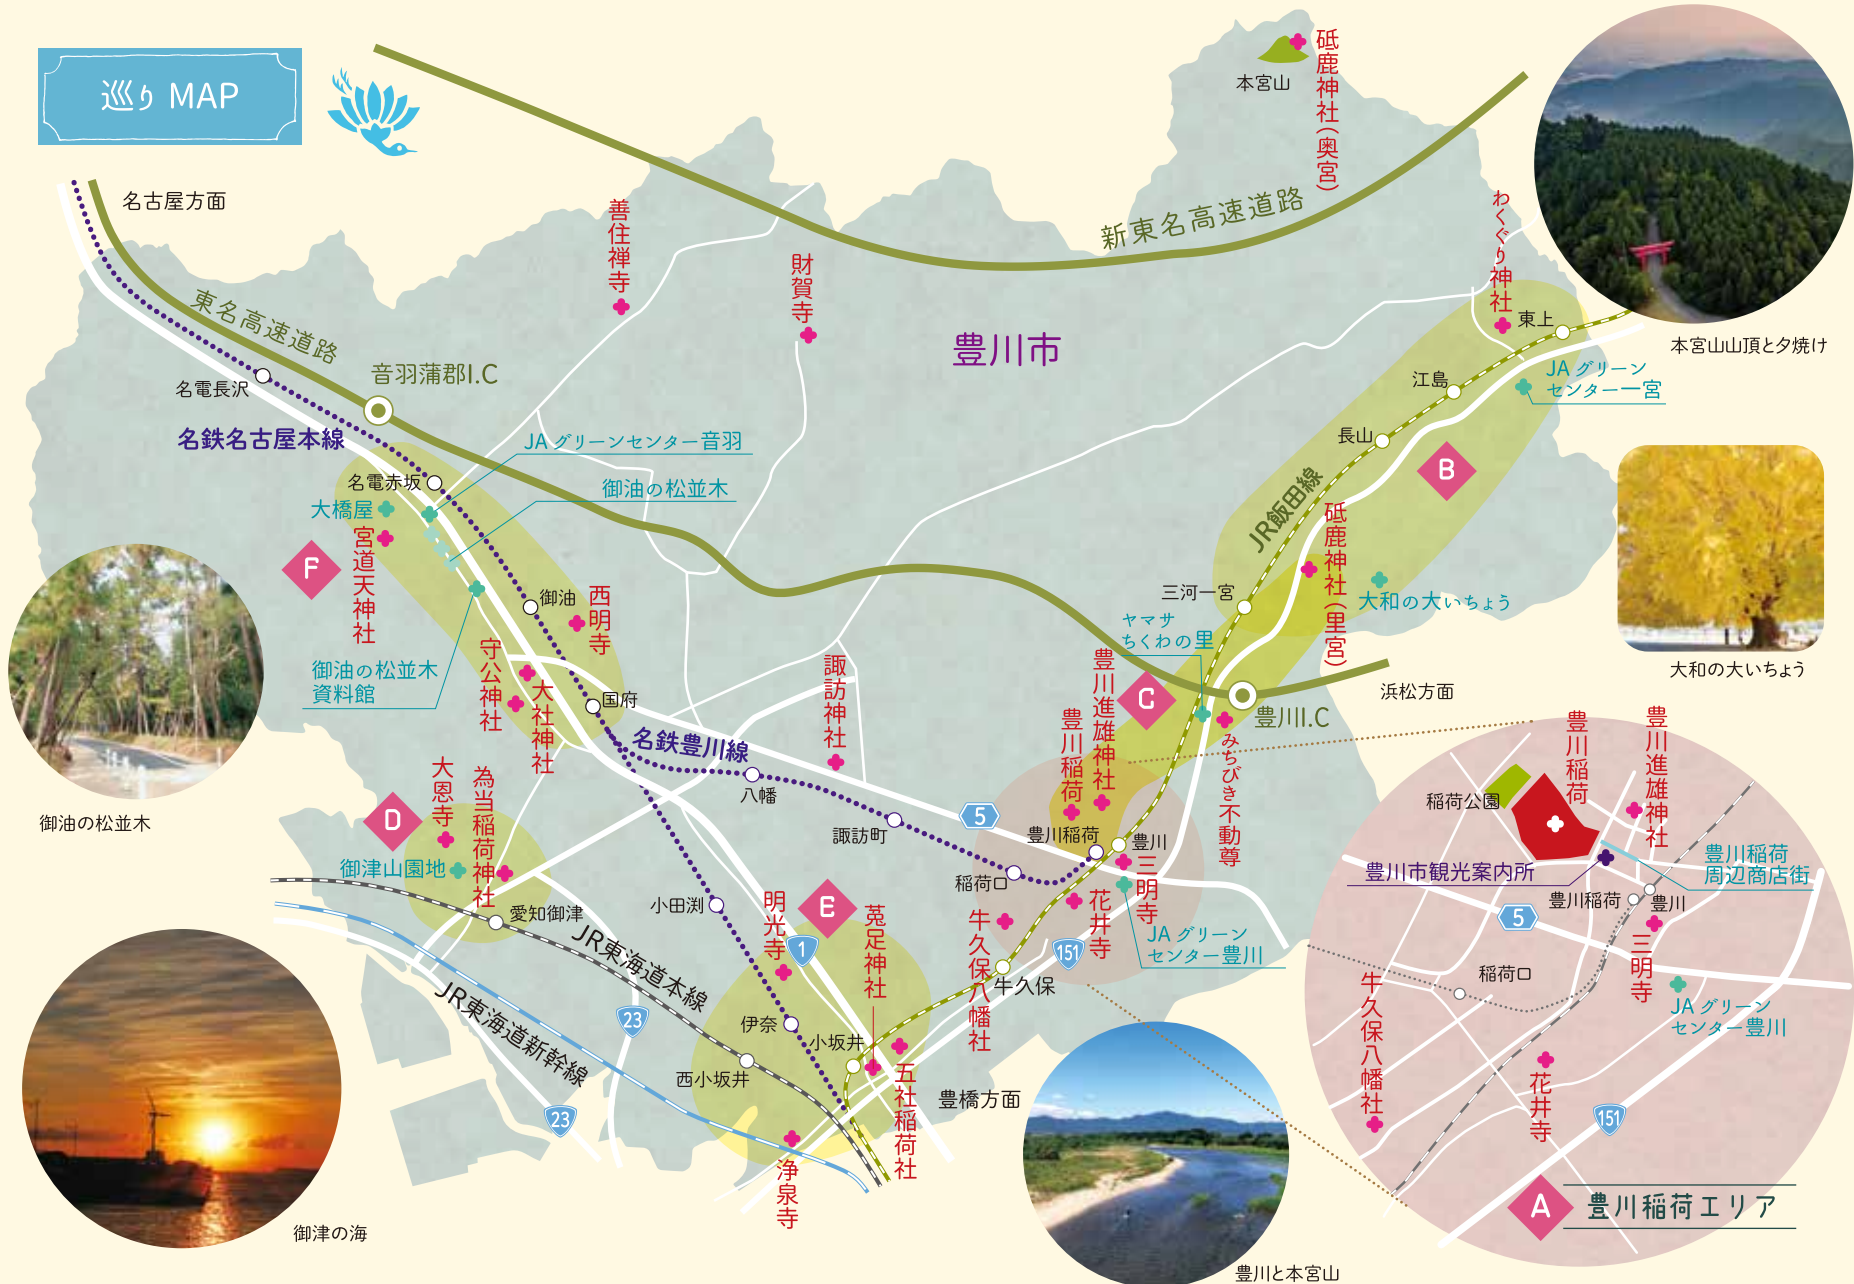 巡り MAP
名古屋方面
東名高速道路
音羽蒲郡I.C
名電長沢
名鉄名古屋本線
善住禅寺
財賀寺
豊川市
新東名高速道路
本宮山
砥鹿神社(奥宮)
わくぐり神社
東上
本宮山山頂と夕焼け
JA グリーン
センター一宮
江島
長山
B
JR飯田線
砥鹿神社(里宮)
大和の大いちょう
大和の大いちょう
三河一宮
ヤマサ
ちくわの里
C
豊川I.C
浜松方面
みちびき不動尊
豊川進雄神社
豊川稲荷
JAグリーンセンター音羽
御油の松並木
名電赤坂
大橋屋
宮道天神社
F
御油
西明寺
御油の松並木
資料館
守公神社
大社神社
国府
名鉄豊川線
諏訪神社
八幡
諏訪町
5
稲荷口
豊川稲荷
豊川
三明寺
花井寺
JA グリーン
センター豊川
151
牛久保八幡社
牛久保
御油の松並木
大恩寺
D
為当稲荷神社
御津山園地
愛知御津
小田渕
明光寺
E
菟足神社
1
JR東海道本線
JR東海道新幹線
23
23
伊奈
小坂井
西小坂井
五社稲荷社
豊橋方面
浄泉寺
御津の海
豊川と本宮山
豊川稲荷
豊川進雄神社
稲荷公園
豊川市観光案内所
豊川稲荷
周辺商店街
豊川稲荷
豊川
5
三明寺
稲荷口
JA グリーン
センター豊川
牛久保八幡社
花井寺
151
A
豊川稲荷エリア